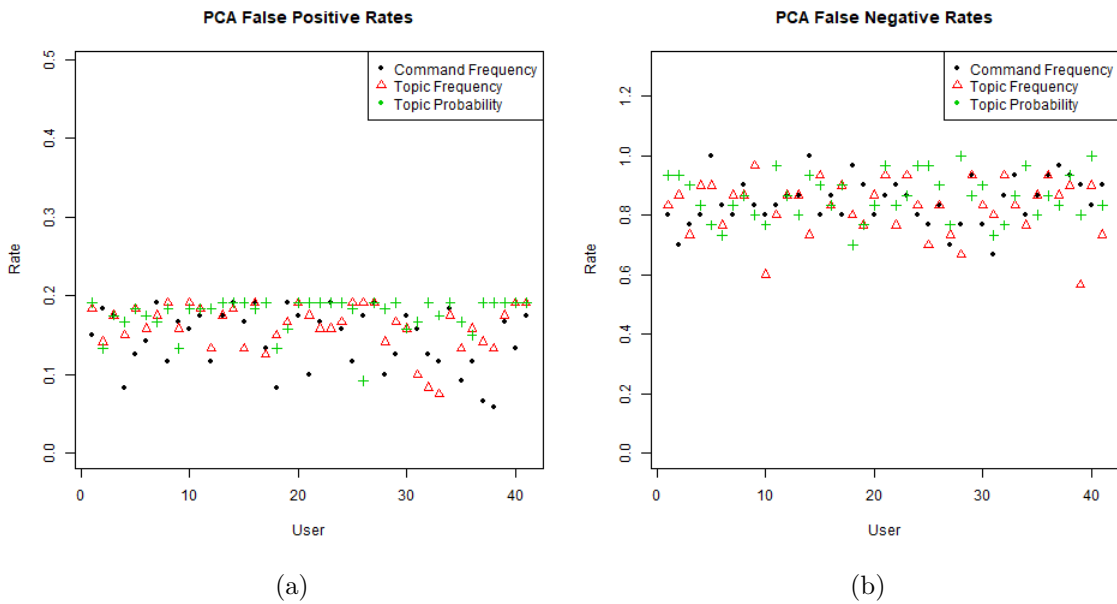 PCA False Positive Rates
Command Frequency
Topic Frequency
Topic Probability
0.5
0.4
0.3
0.2
0.1
0.0
Rate
0
10
20
30
40
User
(a)
PCA False Negative Rates
Command Frequency
Topic Frequency
Topic Probability
1.2
1.0
0.8
0.6
0.4
0.2
0.0
Rate
0
10
20
30
40
User
(b)